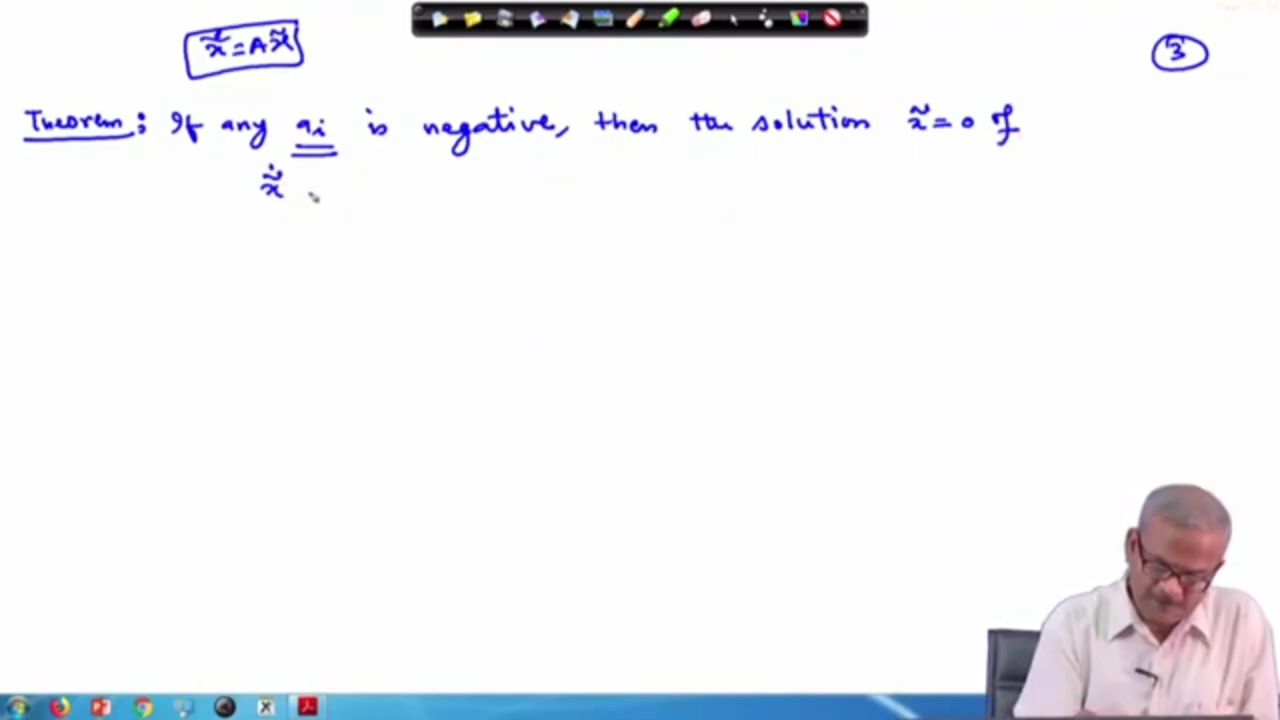 ẋ̃ = A x̃
3
Theorem: If any aᵢ is negative, then the solution x̃ = 0 of
ẋ̃